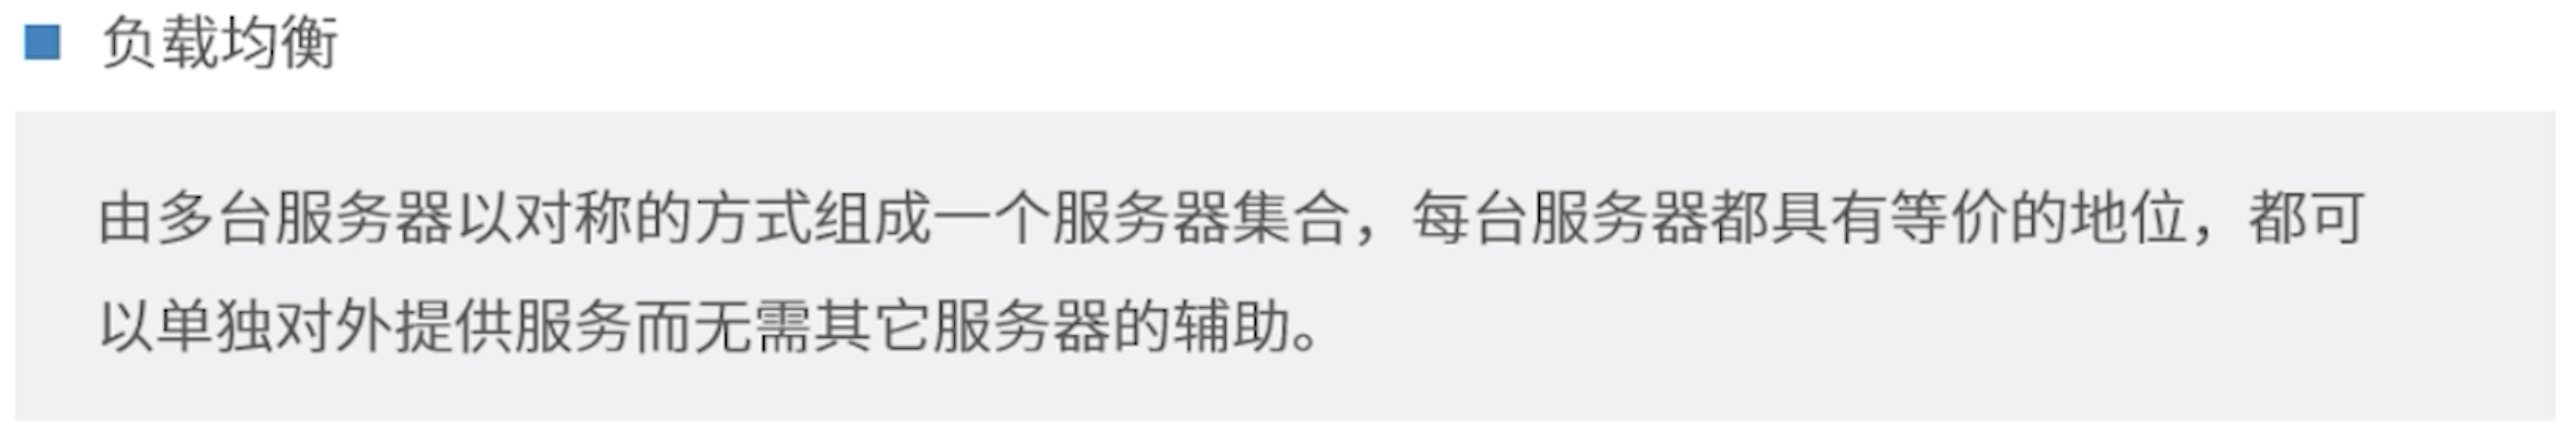 负载均衡
由多台服务器以对称的方式组成一个服务器集合，每台服务器都具有等价的地位，都可
以单独对外提供服务而无需其它服务器的辅助。